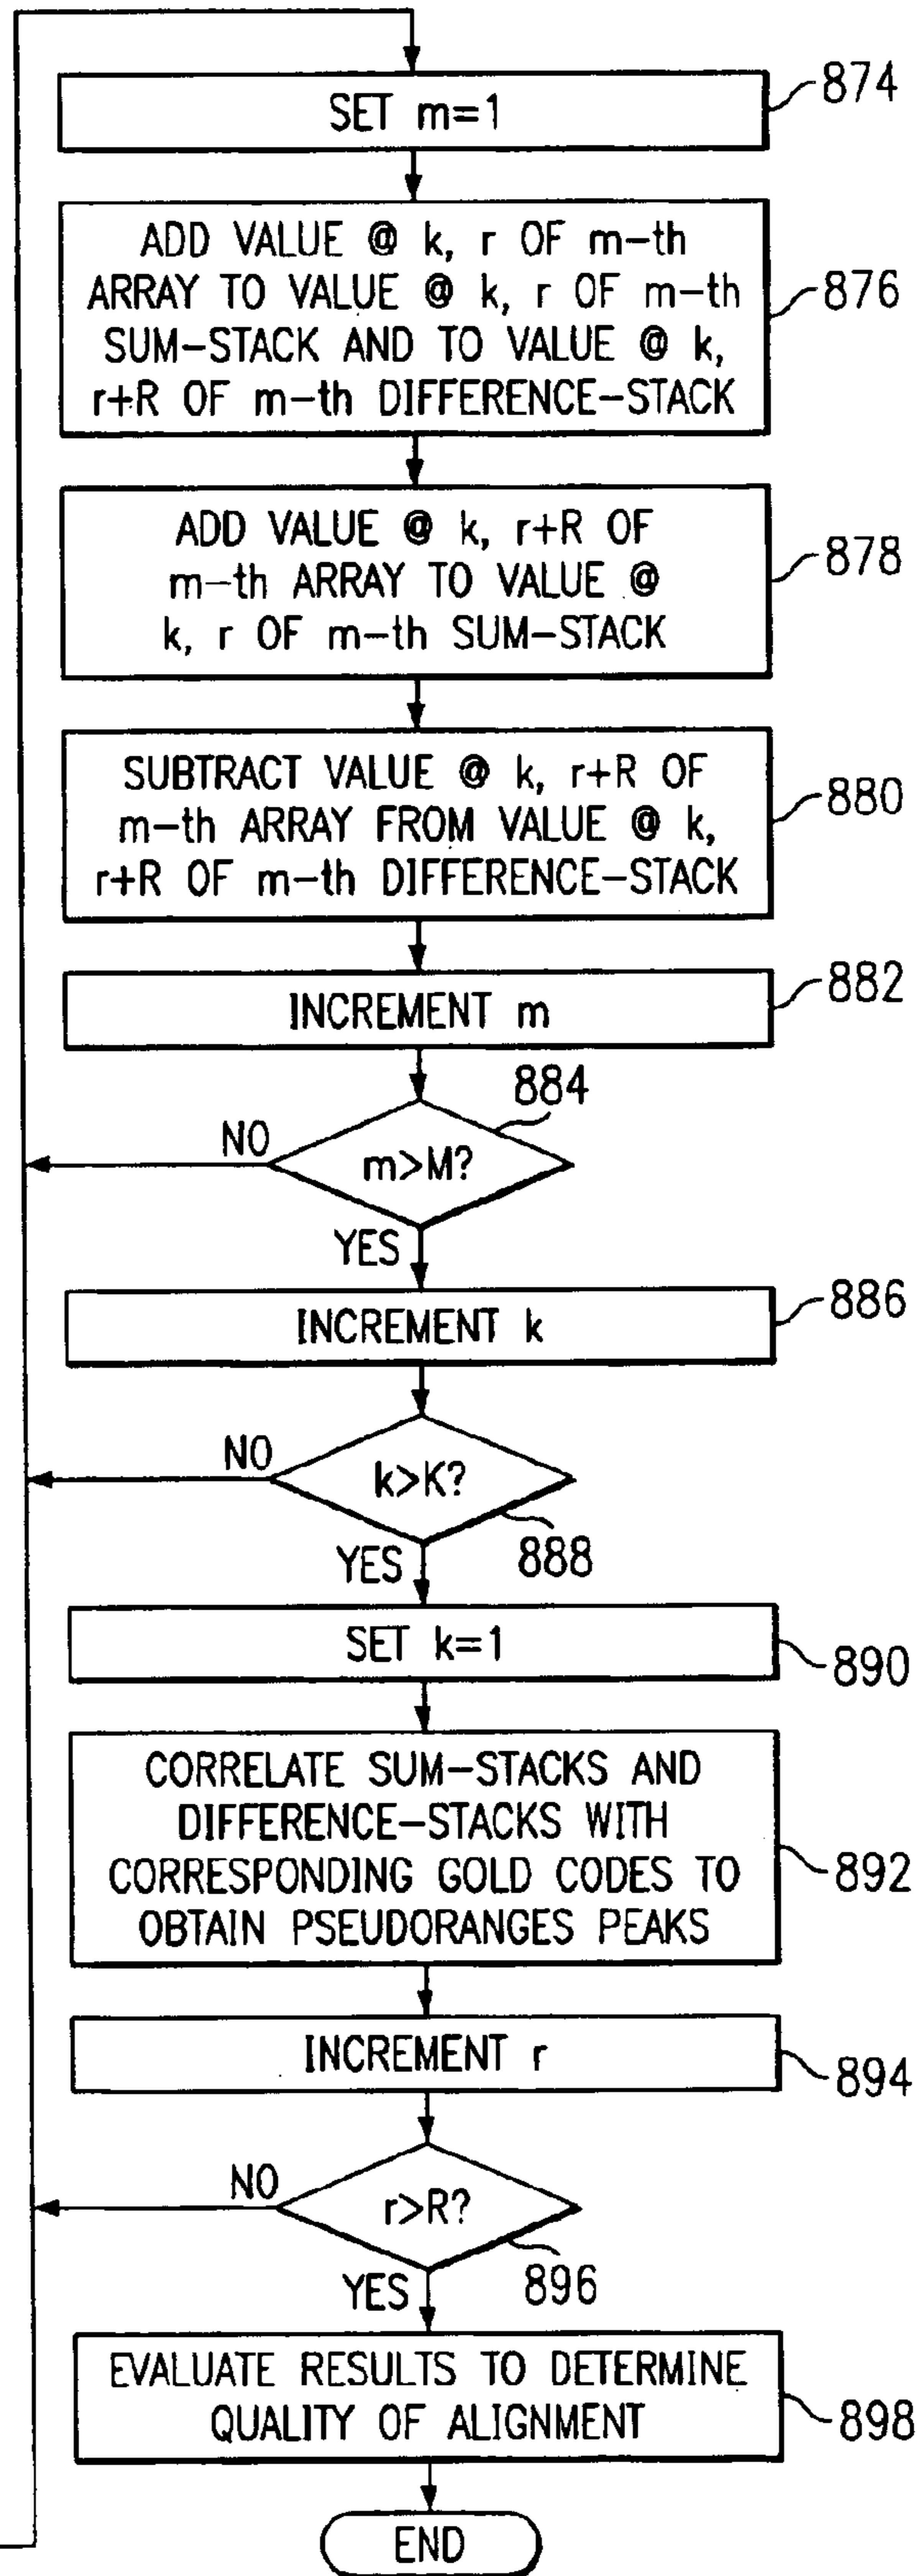 SET m=1
874
ADD VALUE @ k, r OF m-th
ARRAY TO VALUE @ k, r OF m-th
SUM-STACK AND TO VALUE @ k,
r+R OF m-th DIFFERENCE-STACK
876
ADD VALUE @ k, r+R OF
m-th ARRAY TO VALUE @
k, r OF m-th SUM-STACK
878
SUBTRACT VALUE @ k, r+R OF
m-th ARRAY FROM VALUE @ k,
r+R OF m-th DIFFERENCE-STACK
880
INCREMENT m
882
884
NO
m>M?
YES
INCREMENT k
886
NO
k>K?
888
YES
SET k=1
890
CORRELATE SUM-STACKS AND
DIFFERENCE-STACKS WITH
CORRESPONDING GOLD CODES TO
OBTAIN PSEUDORANGES PEAKS
892
INCREMENT r
894
NO
r>R?
896
YES
EVALUATE RESULTS TO DETERMINE
QUALITY OF ALIGNMENT
898
END